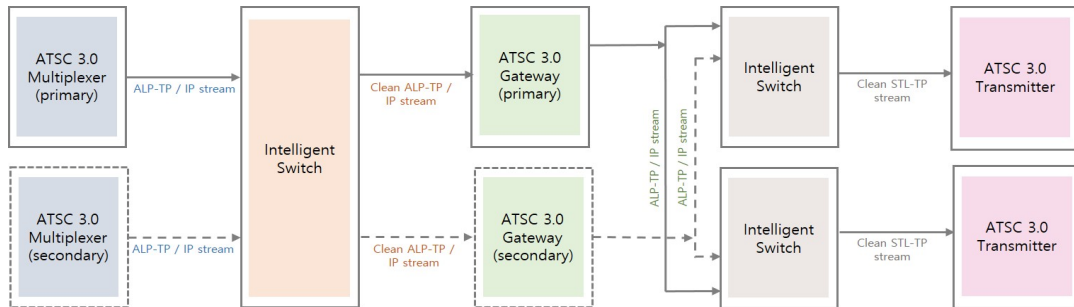 ATSC 3.0
Multiplexer
(primary)
ALP-TP / IP stream
Intelligent
Switch
Clean ALP-TP /
IP stream
ATSC 3.0
Gateway
(primary)
ALP-TP / IP stream
ALP-TP / IP stream
Intelligent
Switch
Clean STL-TP
stream
ATSC 3.0
Transmitter
ATSC 3.0
Multiplexer
(secondary)
ALP-TP / IP stream
Clean ALP-TP /
IP stream
ATSC 3.0
Gateway
(secondary)
Intelligent
Switch
Clean STL-TP
stream
ATSC 3.0
Transmitter